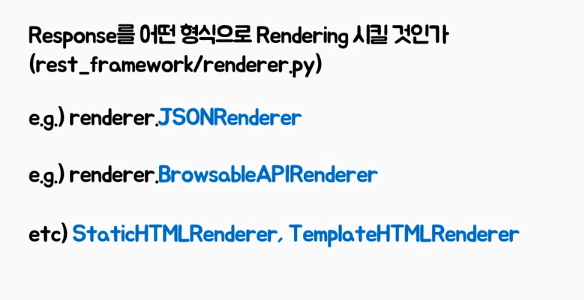 Response를 어떤 형식으로 Rendering 시킬 것인가
(rest_framework/renderer.py)
e.g.) renderer.JSONRenderer
e.g.) renderer.BrowsableAPIRenderer
etc) StaticHTMLRenderer, TemplateHTMLRenderer